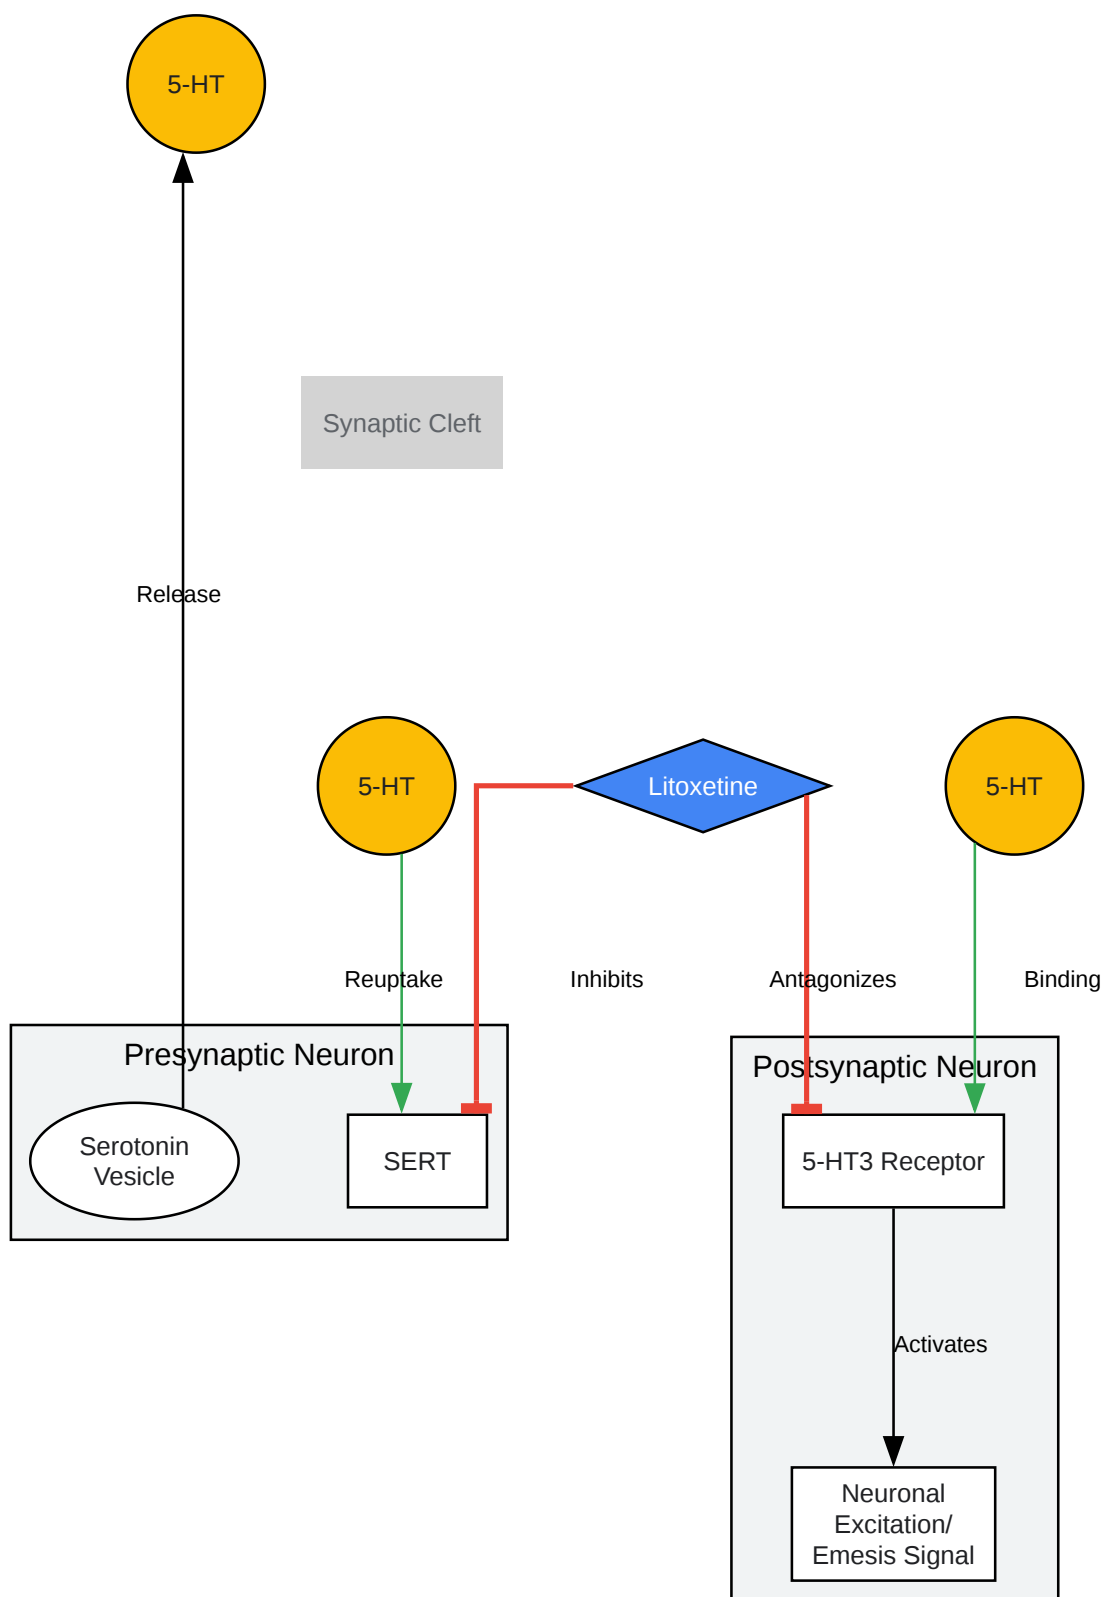 5-HT
Synaptic Cleft
Release
5-HT
Litoxetine
5-HT
Reuptake
Inhibits
Antagonizes
Binding
Presynaptic Neuron
Postsynaptic Neuron
Serotonin
Vesicle
SERT
5-HT3 Receptor
Activates
Neuronal
Excitation/
Emesis Signal